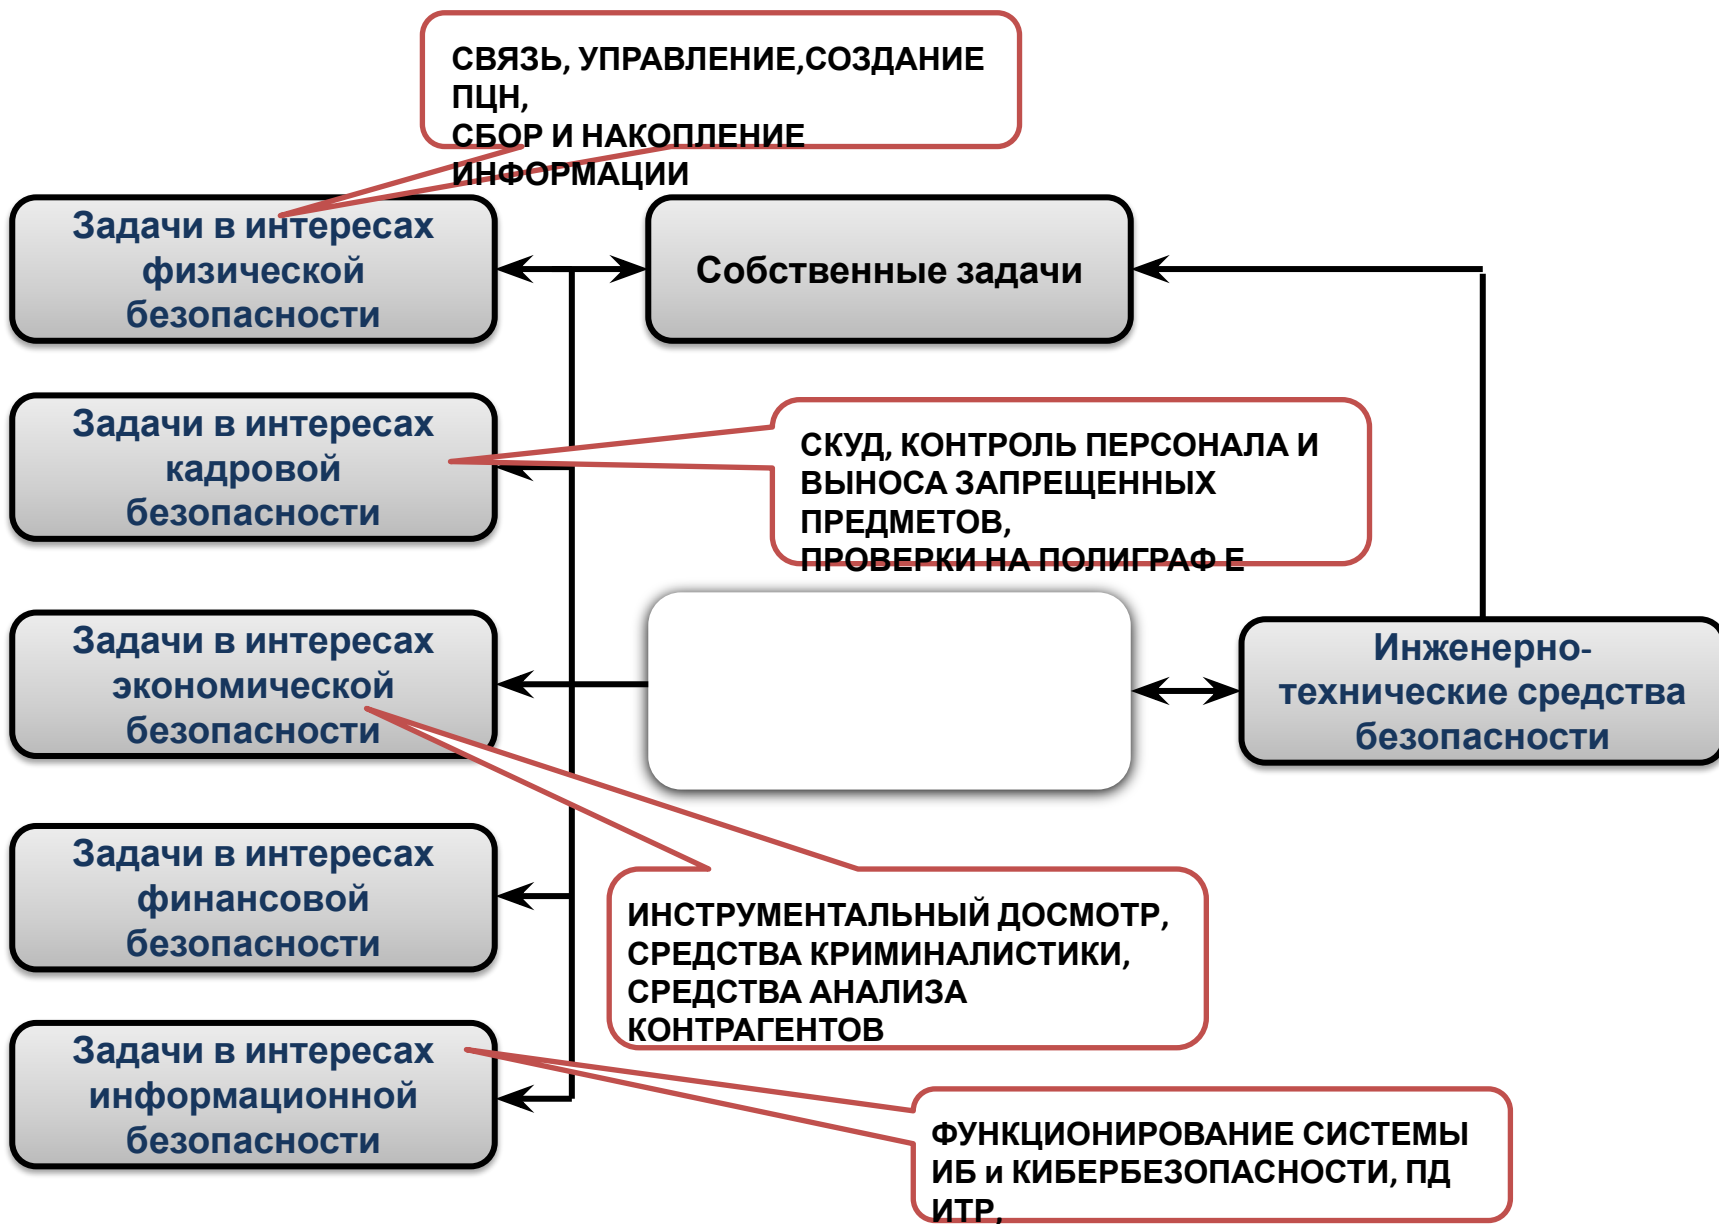 СВЯЗЬ, УПРАВЛЕНИЕ,СОЗДАНИЕ
ПЦН,
СБОР И НАКОПЛЕНИЕ
ИНФОРМАЦИИ
Задачи в интересах
физической
безопасности
Собственные задачи
Задачи в интересах
кадровой
безопасности
СКУД, КОНТРОЛЬ ПЕРСОНАЛА И
ВЫНОСА ЗАПРЕЩЕННЫХ
ПРЕДМЕТОВ,
ПРОВЕРКИ НА ПОЛИГРАФ Е
Задачи в интересах
экономической
безопасности
Инженерно-
технические средства
безопасности
Задачи в интересах
финансовой
безопасности
ИНСТРУМЕНТАЛЬНЫЙ ДОСМОТР,
СРЕДСТВА КРИМИНАЛИСТИКИ,
СРЕДСТВА АНАЛИЗА
КОНТРАГЕНТОВ
Задачи в интересах
информационной
безопасности
ФУНКЦИОНИРОВАНИЕ СИСТЕМЫ
ИБ и КИБЕРБЕЗОПАСНОСТИ, ПД
ИТР,